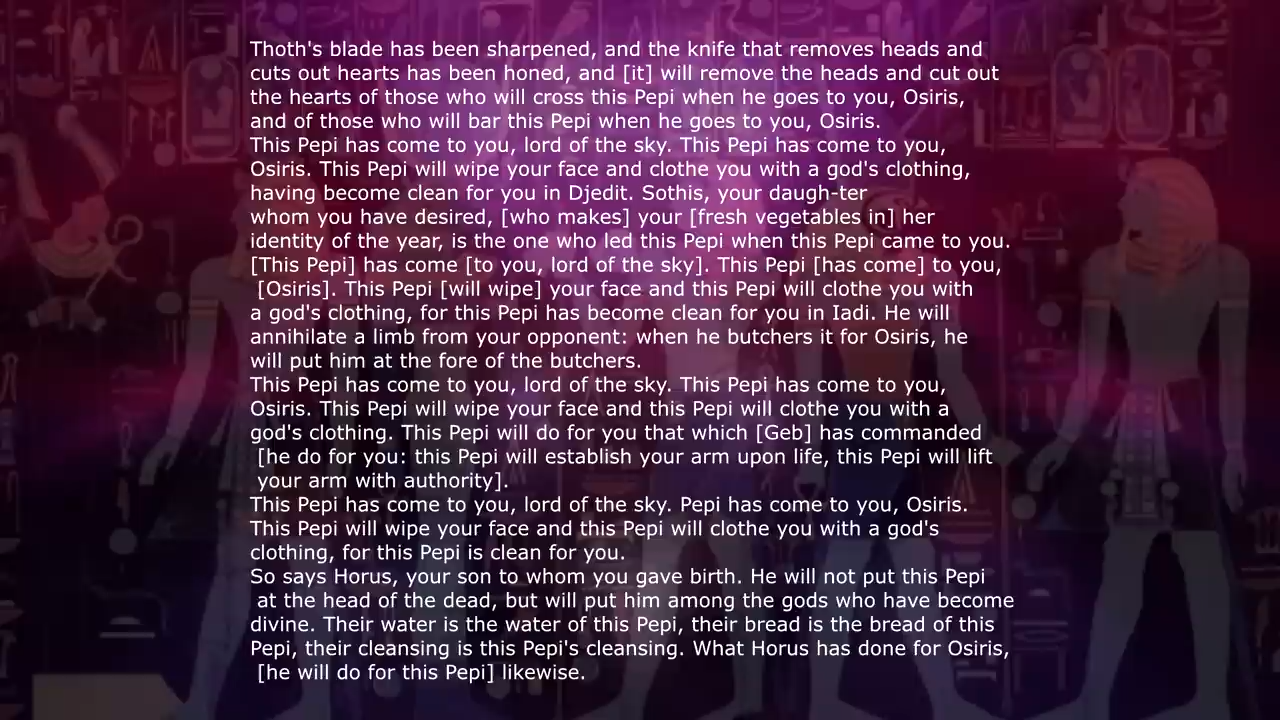 Thoth's blade has been sharpened, and the knife that removes heads and
cuts out hearts has been honed, and [it] will remove the heads and cut out
the hearts of those who will cross this Pepi when he goes to you, Osiris,
and of those who will bar this Pepi when he goes to you, Osiris.
This Pepi has come to you, lord of the sky. This Pepi has come to you,
Osiris. This Pepi will wipe your face and clothe you with a god's clothing,
having become clean for you in Djedit. Sothis, your daugh-ter
whom you have desired, [who makes] your [fresh vegetables in] her
identity of the year, is the one who led this Pepi when this Pepi came to you.
[This Pepi] has come [to you, lord of the sky]. This Pepi [has come] to you,
[Osiris]. This Pepi [will wipe] your face and this Pepi will clothe you with
a god's clothing, for this Pepi has become clean for you in Iadi. He will
annihilate a limb from your opponent: when he butchers it for Osiris, he
will put him at the fore of the butchers.
This Pepi has come to you, lord of the sky. This Pepi has come to you,
Osiris. This Pepi will wipe your face and this Pepi will clothe you with a
god's clothing. This Pepi will do for you that which [Geb] has commanded
[he do for you: this Pepi will establish your arm upon life, this Pepi will lift
your arm with authority].
This Pepi has come to you, lord of the sky. Pepi has come to you, Osiris.
This Pepi will wipe your face and this Pepi will clothe you with a god's
clothing, for this Pepi is clean for you.
So says Horus, your son to whom you gave birth. He will not put this Pepi
at the head of the dead, but will put him among the gods who have become
divine. Their water is the water of this Pepi, their bread is the bread of this
Pepi, their cleansing is this Pepi's cleansing. What Horus has done for Osiris,
[he will do for this Pepi] likewise.